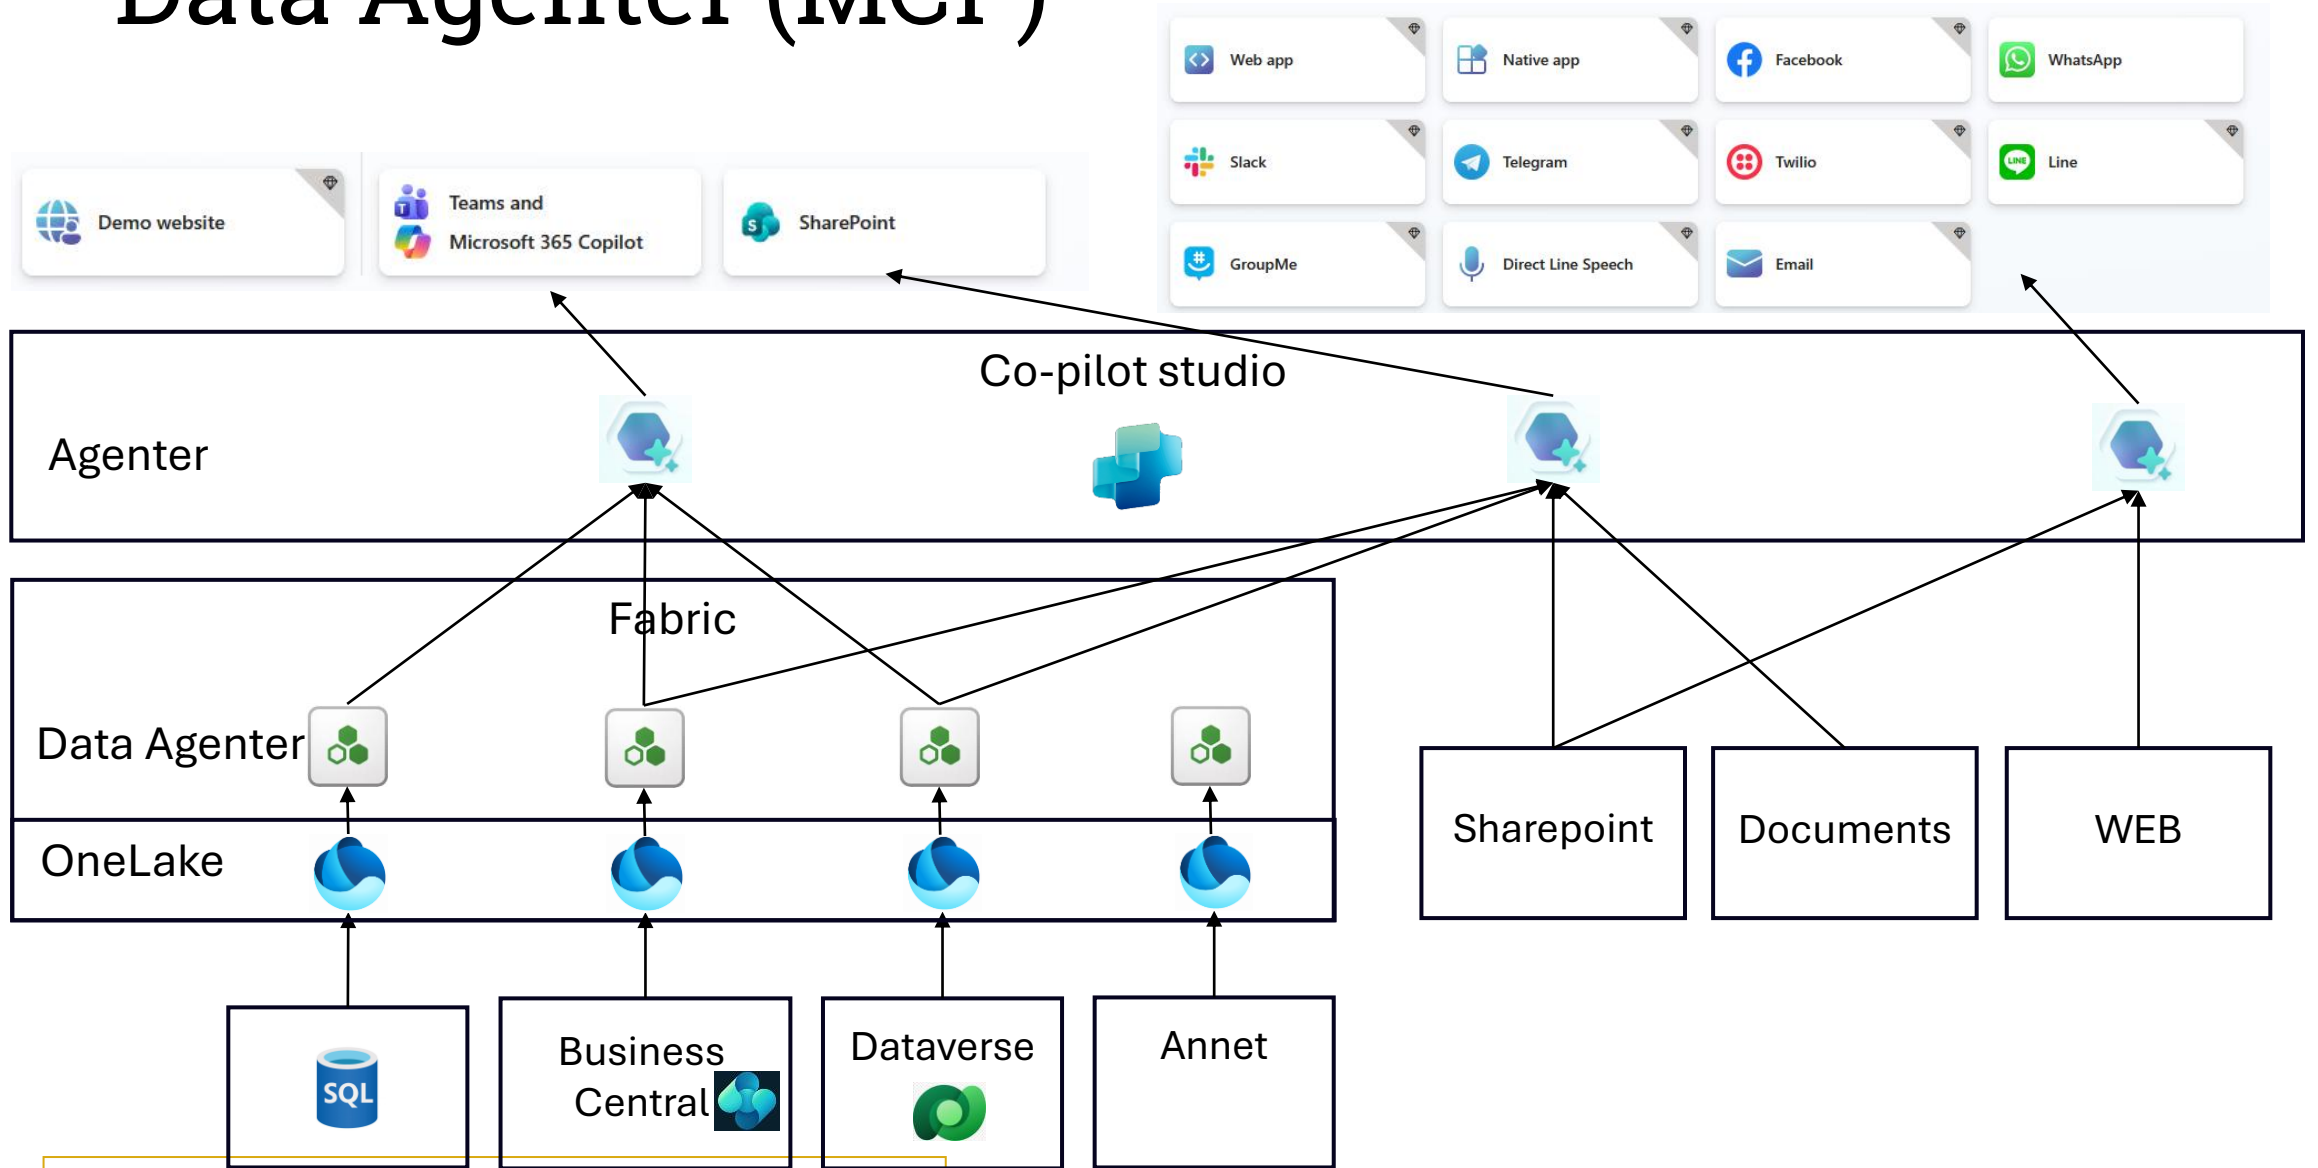 Data Agenter (MCP)
Web app
Native app
Facebook
WhatsApp
Slack
Telegram
Twilio
LINE
Line
Demo website
T
Teams and
Microsoft 365 Copilot
S
SharePoint
#
GroupMe
Direct Line Speech
Email
Co-pilot studio
Agenter
Fabric
Data Agenter
Sharepoint
Documents
WEB
OneLake
SQL
Business
Central
Dataverse
Annet